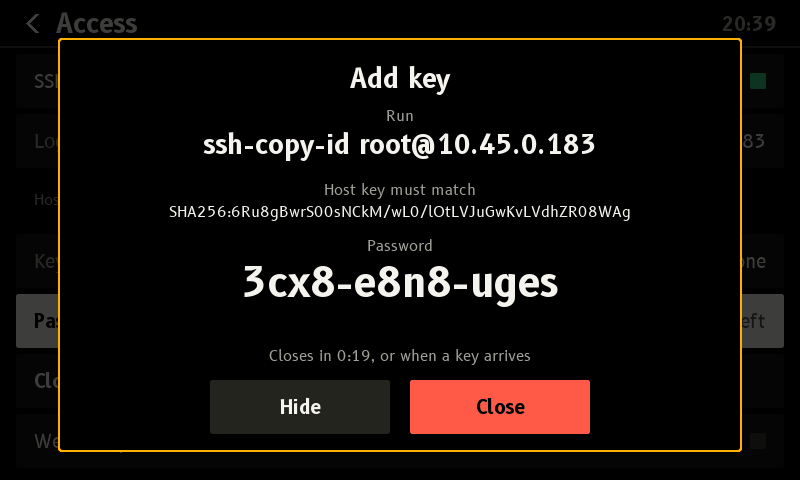 Access
20:39
Add key
Run
ssh-copy-id root@10.45.0.183
Host key must match
SHA256:6Ru8gBwrS00sNCkM/wL0/lOtLVJuGwKvLVdhZR08WAg
Password
3cx8-e8n8-uges
Closes in 0:19, or when a key arrives
Hide
Close